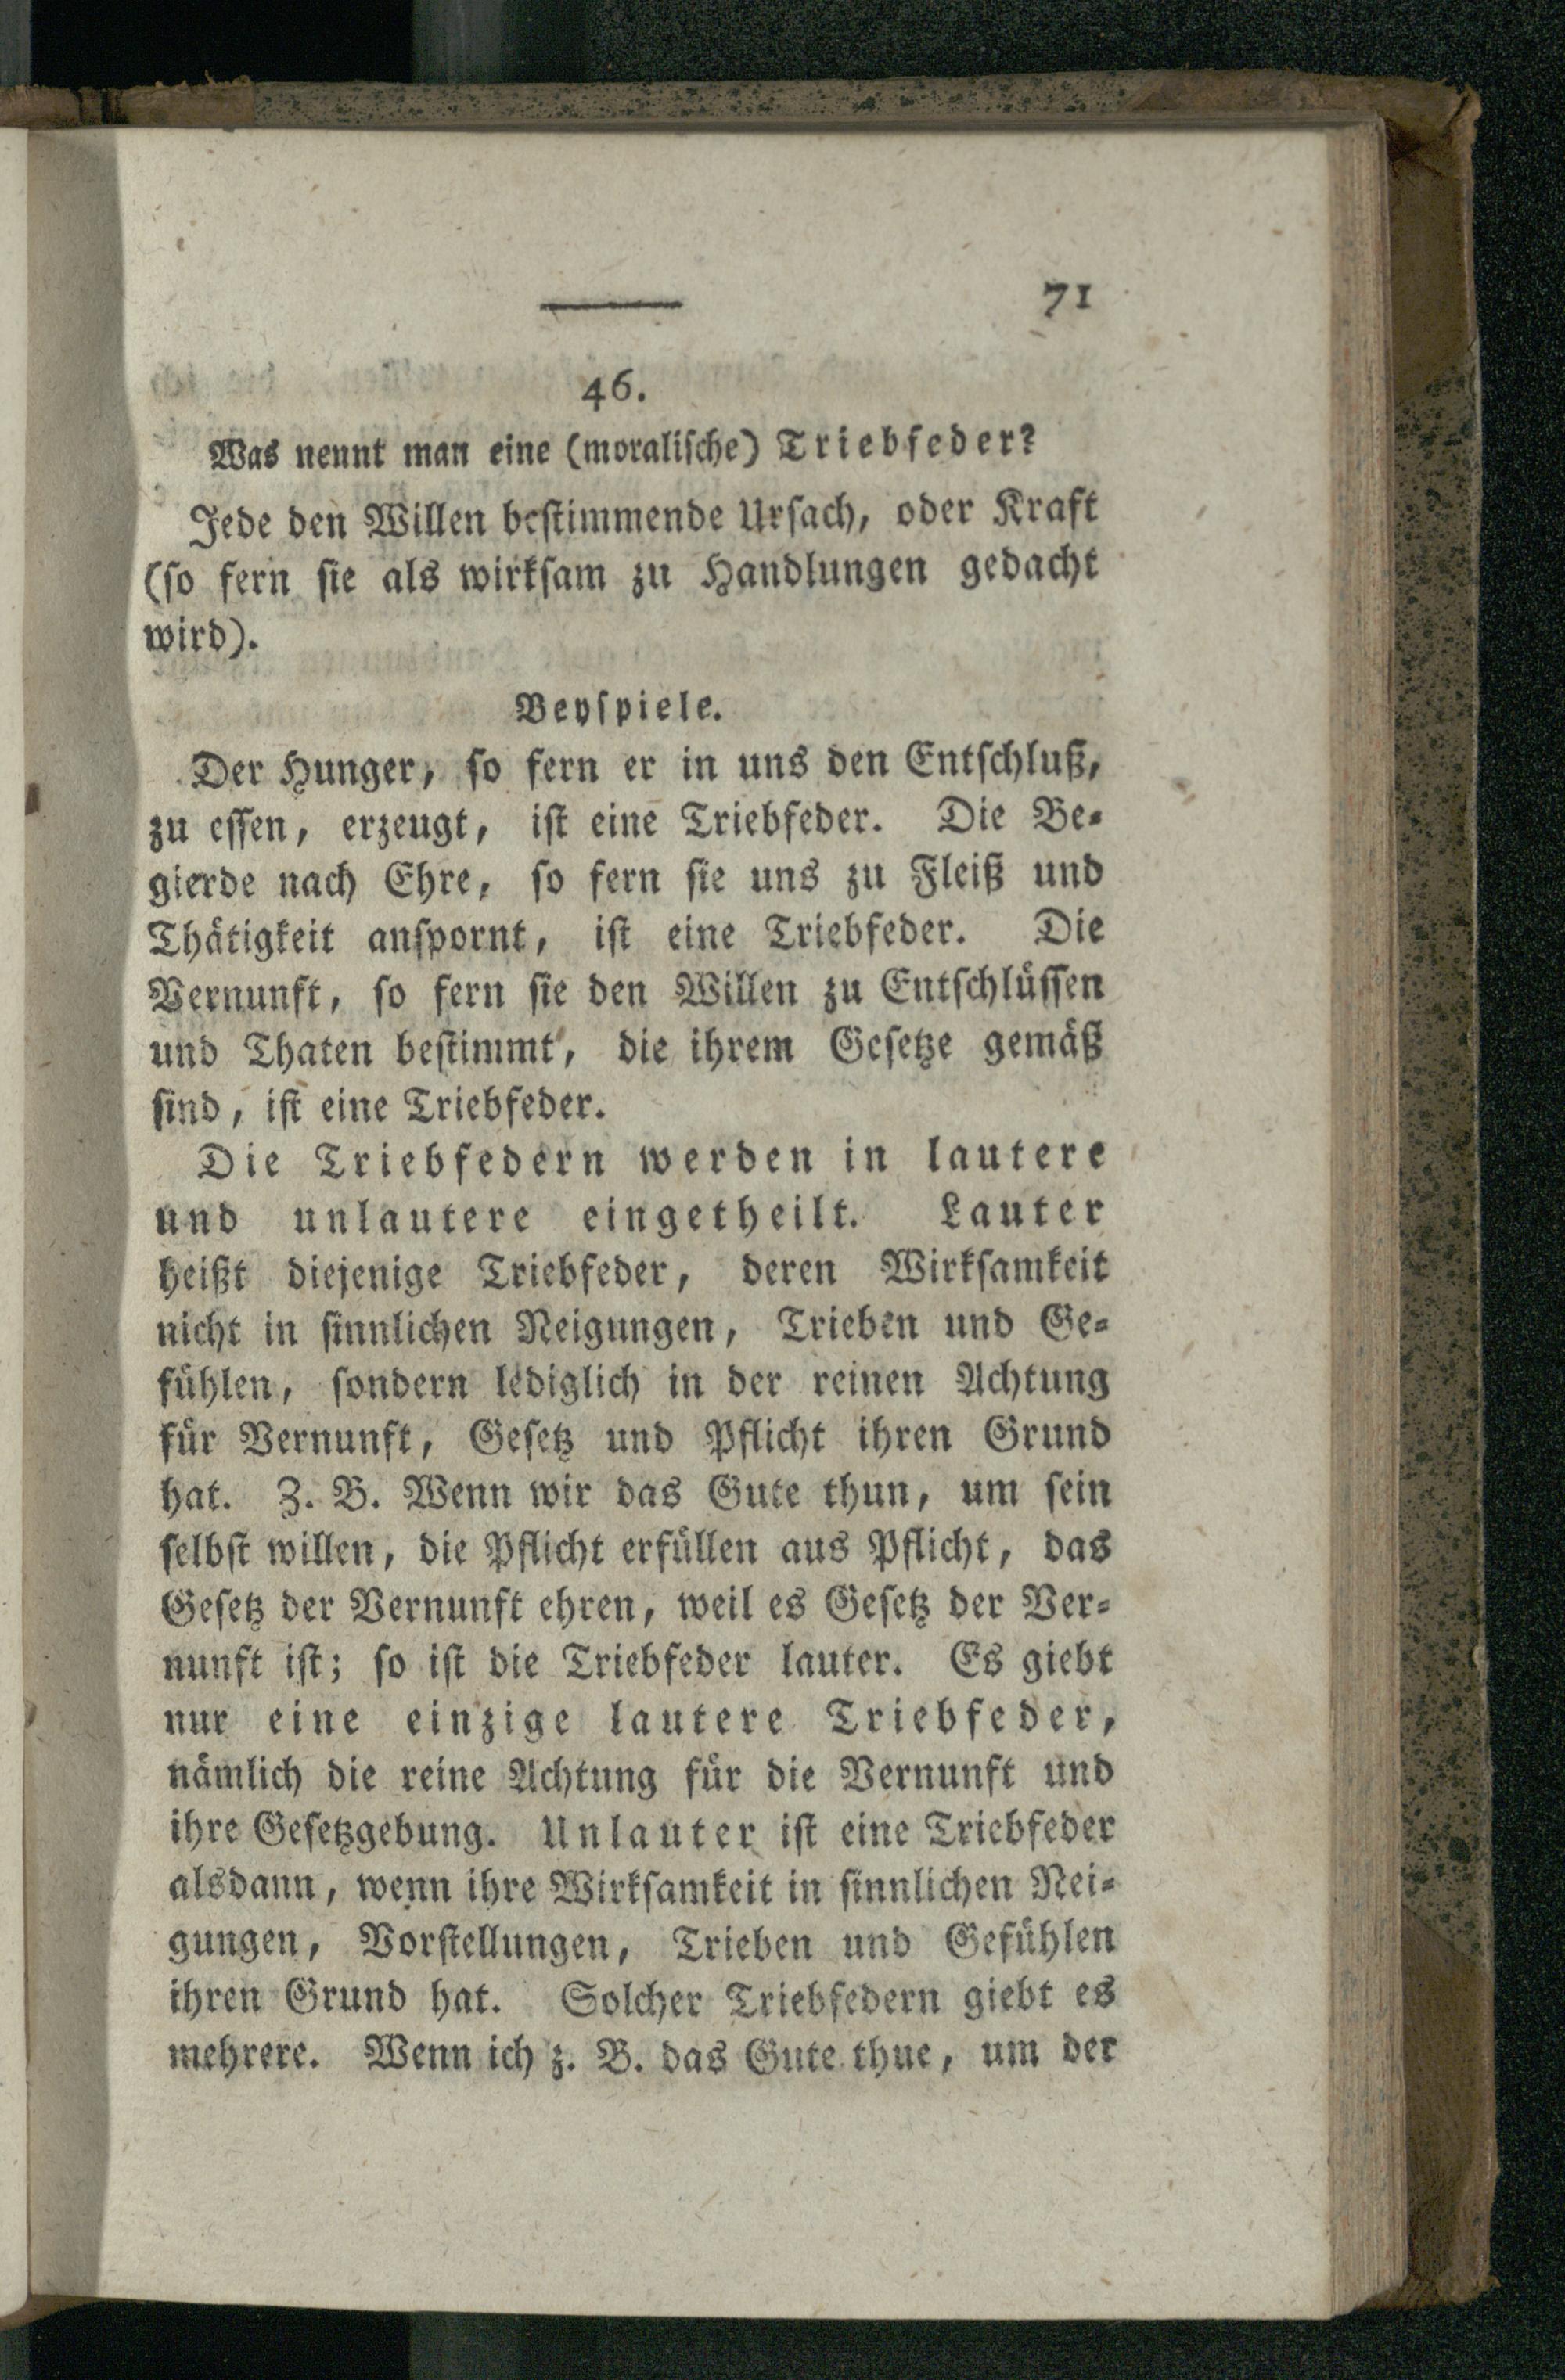 71
46.
Was nennt man eine (moralische) Triebfeder?
Jede den Willen bestimmende Ursach, oder Kraft
(so fern sie als wirksam zu Handlungen gedacht
wird).
Beyspiele.
Der Hunger, so fern er in uns den Entschluß,
zu essen, erzeugt, ist eine Triebfeder. Die Be-
gierde nach Ehre, so fern sie uns zu Fleiß und
Thätigkeit anspornt, ist eine Triebfeder. Die
Vernunft, so fern sie den Willen zu Entschlüssen
und Thaten bestimmt, die ihrem Gesetze gemäß
sind, ist eine Triebfeder.
Die Triebfedern werden in lautere
und unlautere eingetheilt. Lauter
heißt diejenige Triebfeder, deren Wirksamkeit
nicht in sinnlichen Neigungen, Trieben und Ge-
fühlen, sondern lediglich in der reinen Achtung
für Vernunft, Gesetz und Pflicht ihren Grund
hat. Z. B. Wenn wir das Gute thun, um sein
selbst willen, die Pflicht erfüllen aus Pflicht, das
Gesetz der Vernunft ehren, weil es Gesetz der Ver-
nunft ist; so ist die Triebfeder lauter. Es giebt
nur eine einzige lautere Triebfeder,
nämlich die reine Achtung für die Vernunft und
ihre Gesetzgebung. Unlauter ist eine Triebfeder
alsdann, wenn ihre Wirksamkeit in sinnlichen Nei-
gungen, Vorstellungen, Trieben und Gefühlen
ihren Grund hat. Solcher Triebfedern giebt es
mehrere. Wenn ich z. B. das Gute thue, um der